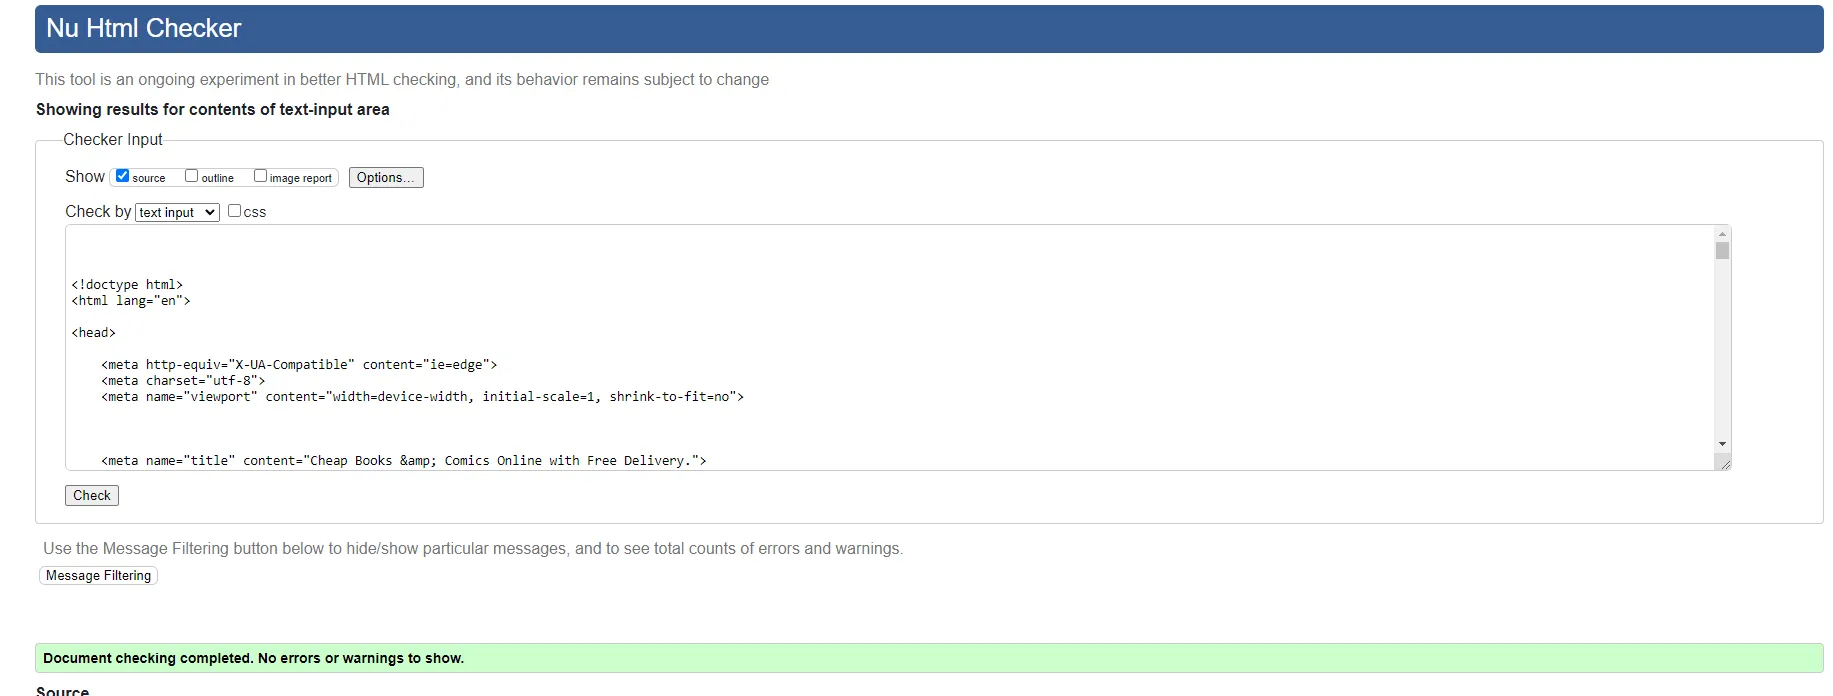 Nu Html Checker
This tool is an ongoing experiment in better HTML checking, and its behavior remains subject to change
Showing results for contents of text-input area
Checker Input
Show source outline image report Options...
Check by text input css
<!doctype html>
<html lang="en">
<head>
<meta http-equiv="X-UA-Compatible" content="ie=edge">
<meta charset="utf-8">
<meta name="viewport" content="width=device-width, initial-scale=1, shrink-to-fit=no">
<meta name="title" content="Cheap Books &amp; Comics Online with Free Delivery.">
Check
Use the Message Filtering button below to hide/show particular messages, and to see total counts of errors and warnings.
Message Filtering
Document checking completed. No errors or warnings to show.
Source